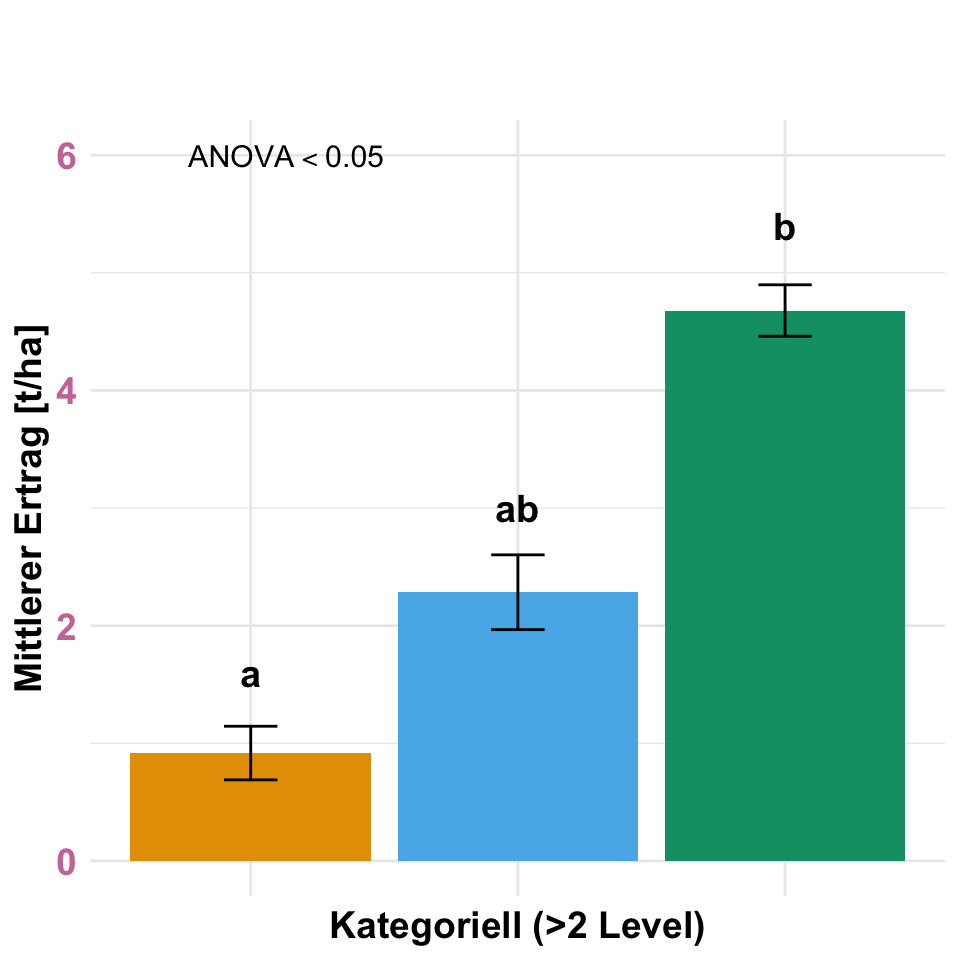 ANOVA < 0.05
6
4
2
0
Mittlerer Ertrag [t/ha]
a
ab
b
Kategoriell (>2 Level)